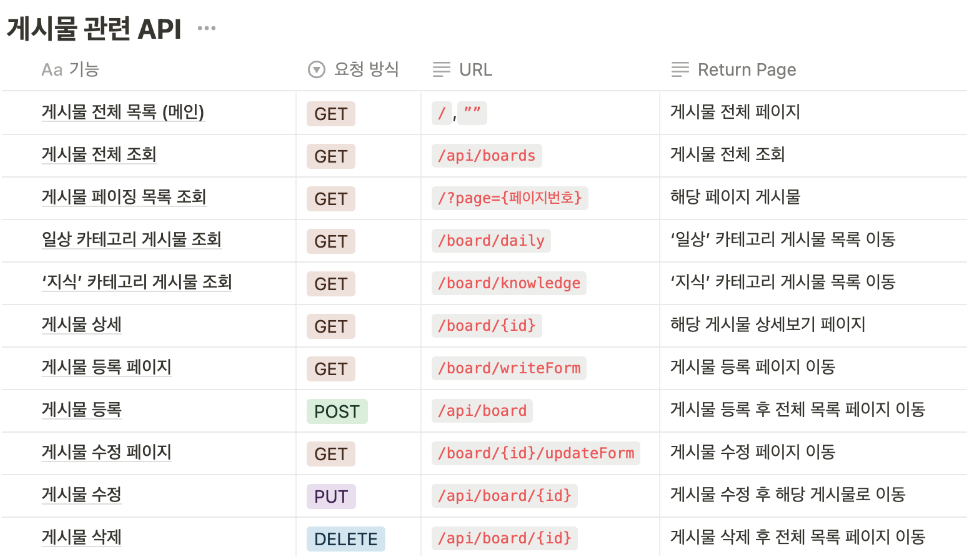 게시물 관련 API ···
Aa 기능 요청 방식 URL Return Page
게시물 전체 목록 (메인) GET / , ”” 게시물 전체 페이지
게시물 전체 조회 GET /api/boards 게시물 전체 조회
게시물 페이징 목록 조회 GET /?page={페이지번호} 해당 페이지 게시물
일상 카테고리 게시물 조회 GET /board/daily ‘일상’ 카테고리 게시물 목록 이동
‘지식’ 카테고리 게시물 조회 GET /board/knowledge ‘지식’ 카테고리 게시물 목록 이동
게시물 상세 GET /board/{id} 해당 게시물 상세보기 페이지
게시물 등록 페이지 GET /board/writeForm 게시물 등록 페이지 이동
게시물 등록 POST /api/board 게시물 등록 후 전체 목록 페이지 이동
게시물 수정 페이지 GET /board/{id}/updateForm 게시물 수정 페이지 이동
게시물 수정 PUT /api/board/{id} 게시물 수정 후 해당 게시물로 이동
게시물 삭제 DELETE /api/board/{id} 게시물 삭제 후 전체 목록 페이지 이동